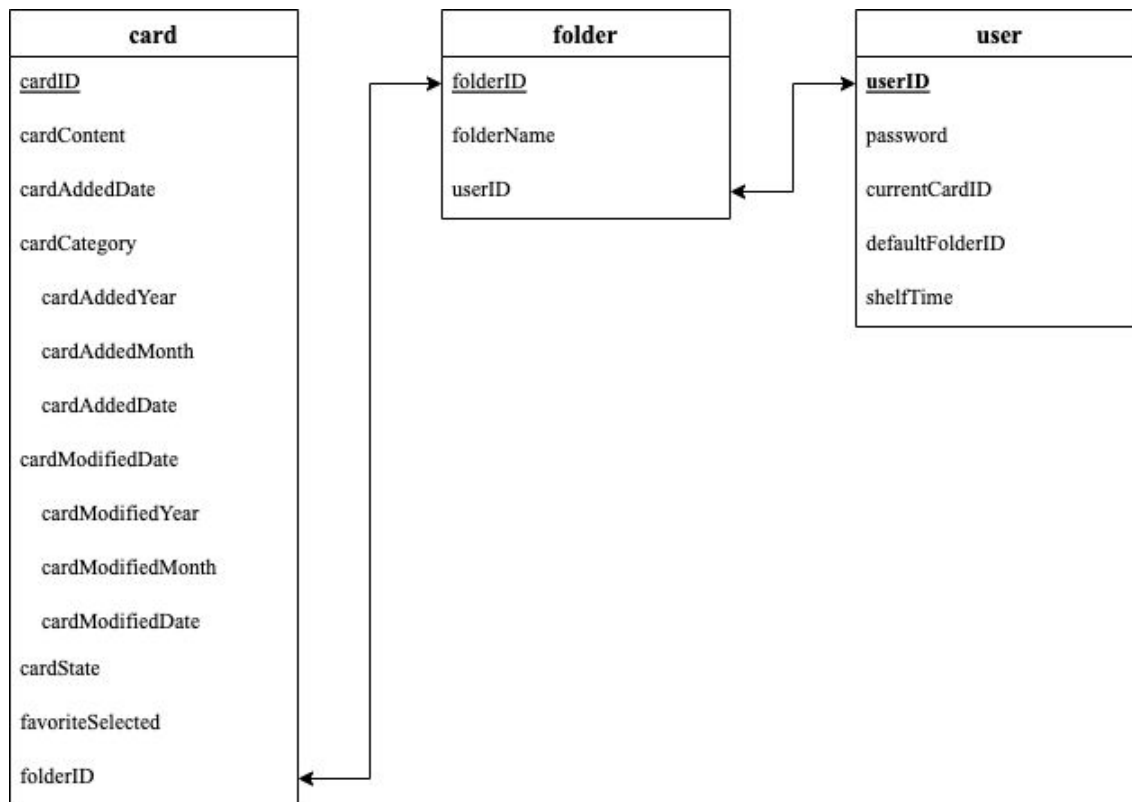 card
cardID
cardContent
cardAddedDate
cardCategory
cardAddedYear
cardAddedMonth
cardAddedDate
cardModifiedDate
cardModifiedYear
cardModifiedMonth
cardModifiedDate
cardState
favoriteSelected
folderID
folder
folderID
folderName
userID
user
userID
password
currentCardID
defaultFolderID
shelfTime